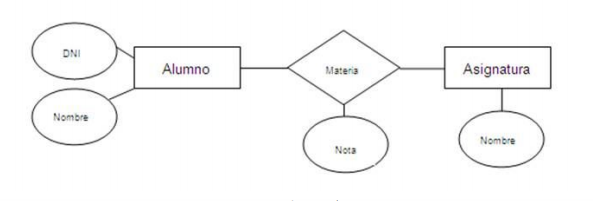 DNI
Alumno
Materia
Asignatura
Nombre
Nota
Nombre